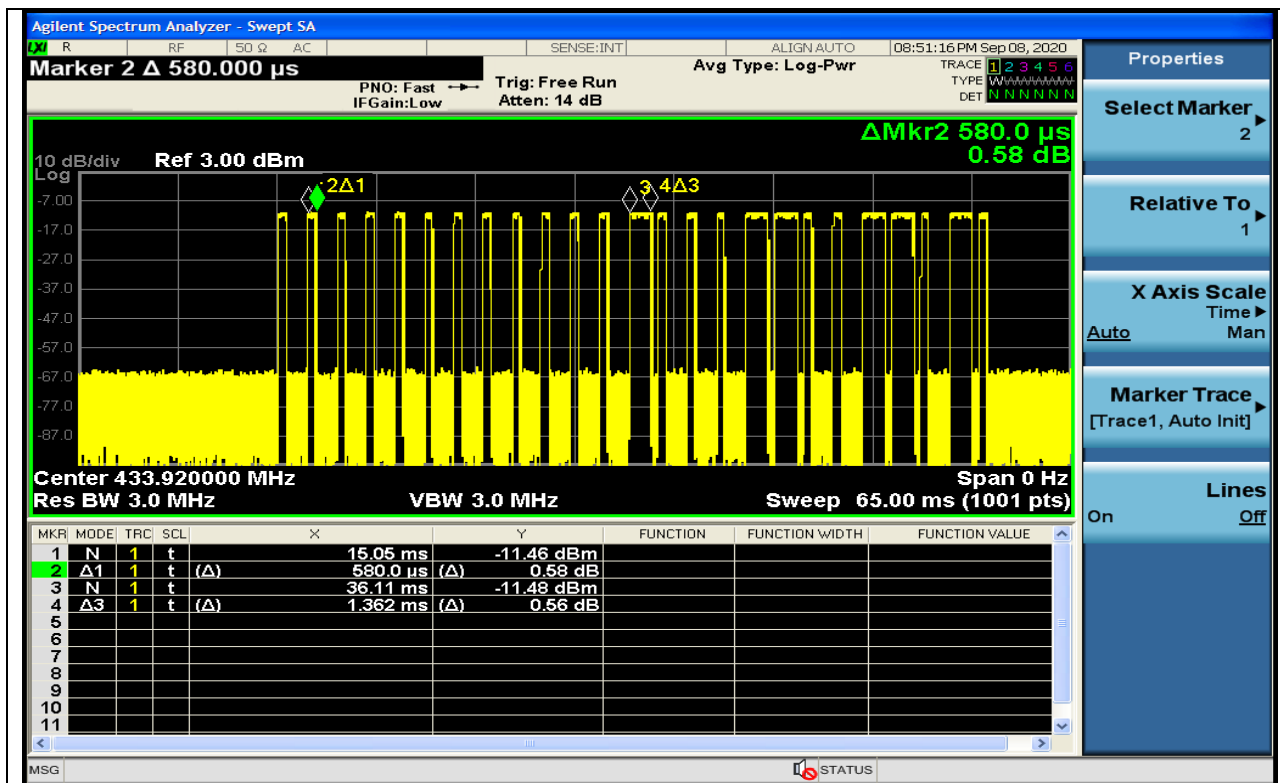 Agilent Spectrum Analyzer - Swept SA
LXI R RF 50 Ω AC SENSE:INT ALIGN AUTO 08:51:16 PM Sep 08, 2020
Marker 2 Δ 580.000 µs
PNO: Fast
IFGain:Low
Trig: Free Run
Atten: 14 dB
Avg Type: Log-Pwr
TRACE 1 2 3 4 5 6
TYPE WWWWWW
DET N N N N N N
ΔMkr2 580.0 µs
0.58 dB
10 dB/div Ref 3.00 dBm
Log
2Δ1
3 4Δ3
-7.00
-17.0
-27.0
-37.0
-47.0
-57.0
-67.0
-77.0
-87.0
Center 433.920000 MHz Span 0 Hz
Res BW 3.0 MHz VBW 3.0 MHz Sweep 65.00 ms (1001 pts)
MKR MODE TRC SCL X Y FUNCTION FUNCTION WIDTH FUNCTION VALUE
1 N 1 t 15.05 ms -11.46 dBm
2 Δ1 1 t (Δ) 580.0 µs (Δ) 0.58 dB
3 N 1 t 36.11 ms -11.48 dBm
4 Δ3 1 t (Δ) 1.362 ms (Δ) 0.56 dB
5
6
7
8
9
10
11
MSG STATUS
Properties
Select Marker
2
Relative To
1
X Axis Scale
Time
Auto Man
Marker Trace
[Trace1, Auto Init]
Lines
On Off